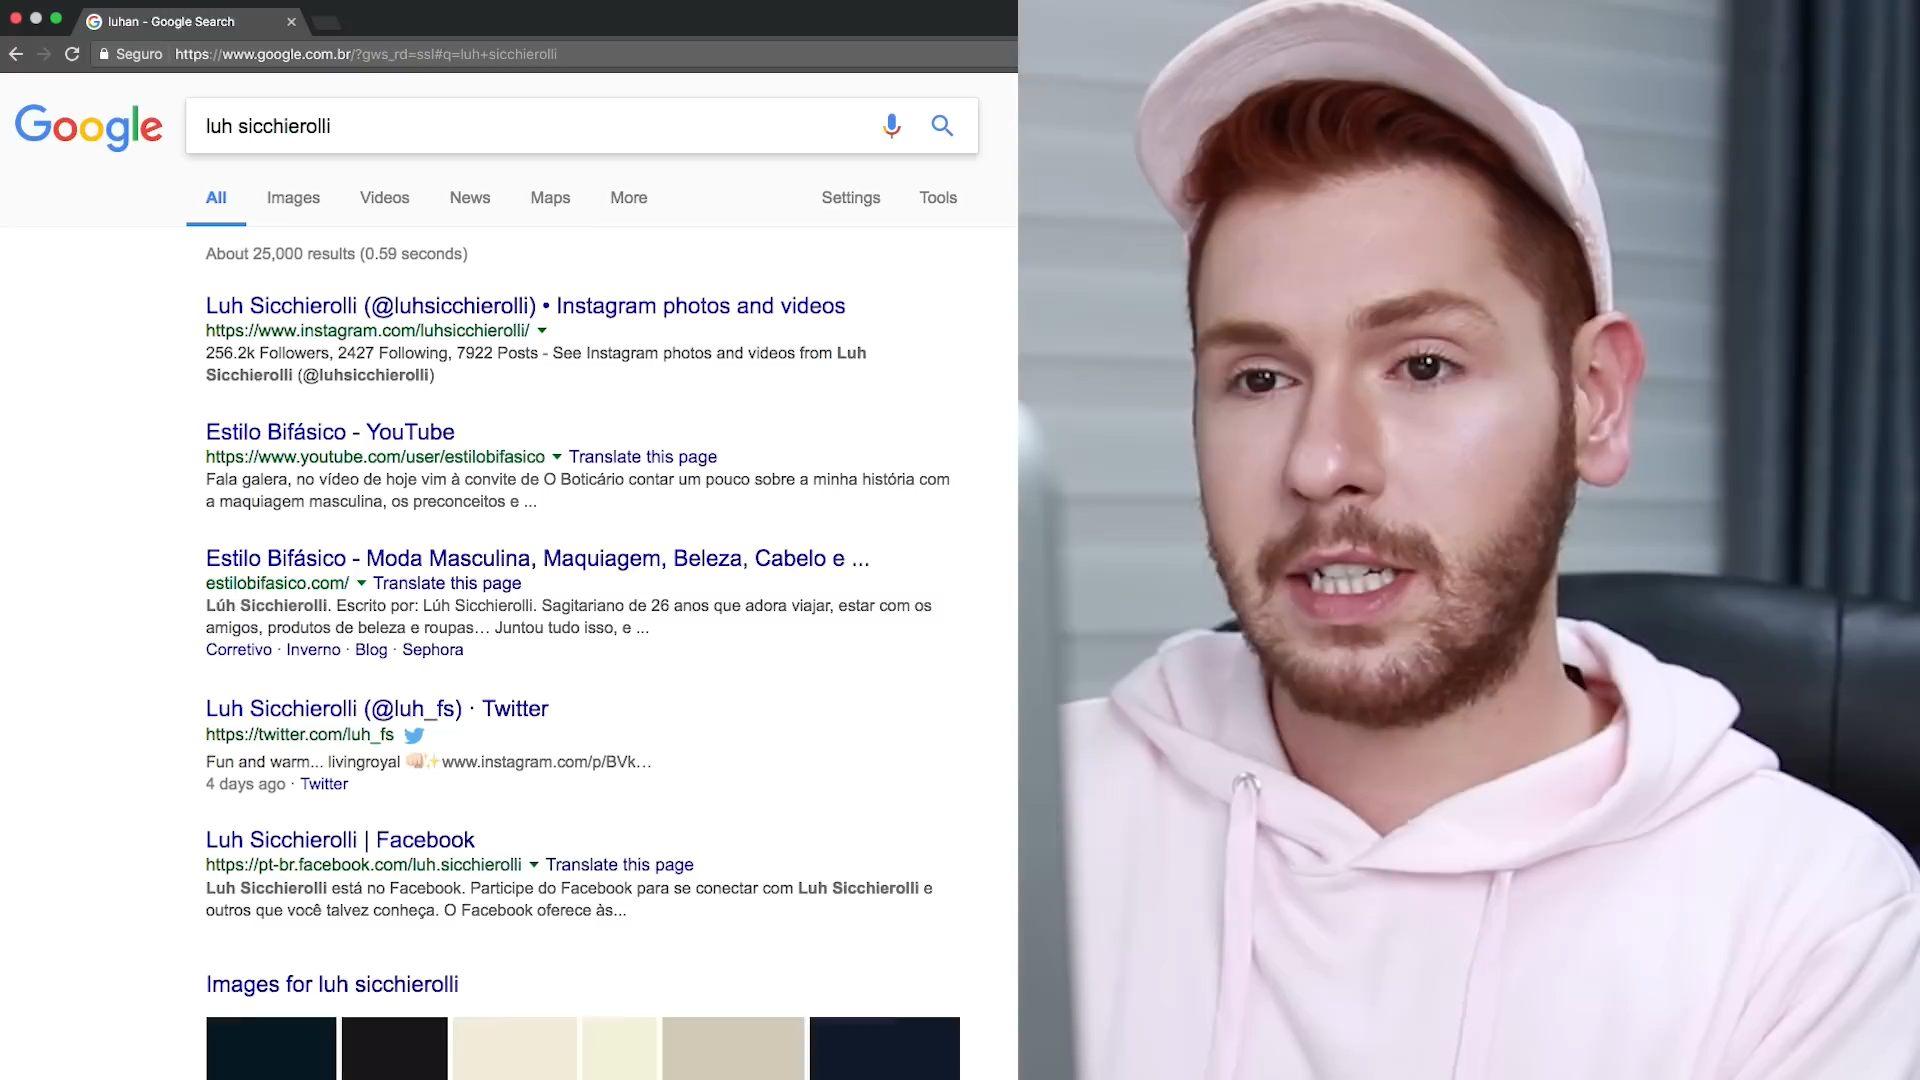 luhan - Google Search
Seguro https://www.google.com.br/?gws_rd=ssl#q=luh+sicchierolli
Google
luh sicchierolli
All Images Videos News Maps More Settings Tools
About 25,000 results (0.59 seconds)
Luh Sicchierolli (@luhsicchierolli) • Instagram photos and videos
https://www.instagram.com/luhsicchierolli/
256.2k Followers, 2427 Following, 7922 Posts - See Instagram photos and videos from Luh
Sicchierolli (@luhsicchierolli)
Estilo Bifásico - YouTube
https://www.youtube.com/user/estilobifasico Translate this page
Fala galera, no vídeo de hoje vim à convite de O Boticário contar um pouco sobre a minha história com
a maquiagem masculina, os preconceitos e ...
Estilo Bifásico - Moda Masculina, Maquiagem, Beleza, Cabelo e ...
estilobifasico.com/ Translate this page
Lúh Sicchierolli. Escrito por: Lúh Sicchierolli. Sagitariano de 26 anos que adora viajar, estar com os
amigos, produtos de beleza e roupas… Juntou tudo isso, e ...
Corretivo · Inverno · Blog · Sephora
Luh Sicchierolli (@luh_fs) · Twitter
https://twitter.com/luh_fs
Fun and warm... livingroyal 👊🏻✨www.instagram.com/p/BVk…
4 days ago · Twitter
Luh Sicchierolli | Facebook
https://pt-br.facebook.com/luh.sicchierolli Translate this page
Luh Sicchierolli está no Facebook. Participe do Facebook para se conectar com Luh Sicchierolli e
outros que você talvez conheça. O Facebook oferece às...
Images for luh sicchierolli